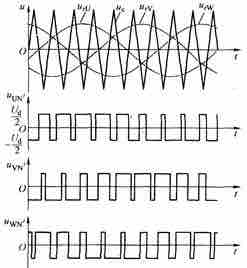 u u_rU u_c u_rV u_rW
O t
u_UN'
U_d/2
O t
-U_d/2
u_VN'
O t
u_WN'
O t